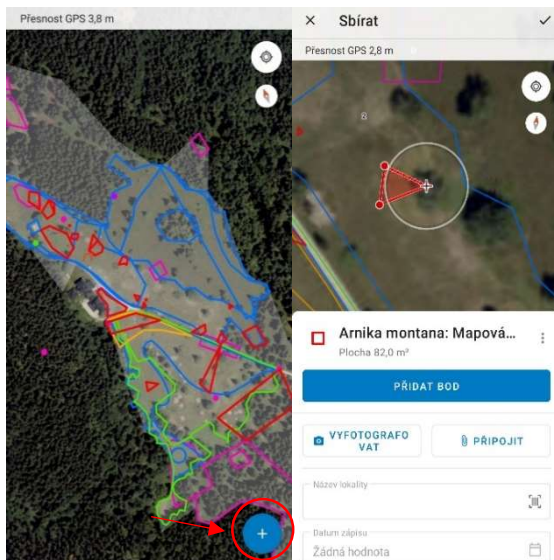 Přesnost GPS 3,8 m
Sbírat
Přesnost GPS 2,8 m
Arnika montana: Mapová...
Plocha 82,0 m²
PŘIDAT BOD
VYFOTOGRAFO
VAT
PŘIPOJIT
Název lokality
Datum zápisu
Žádná hodnota